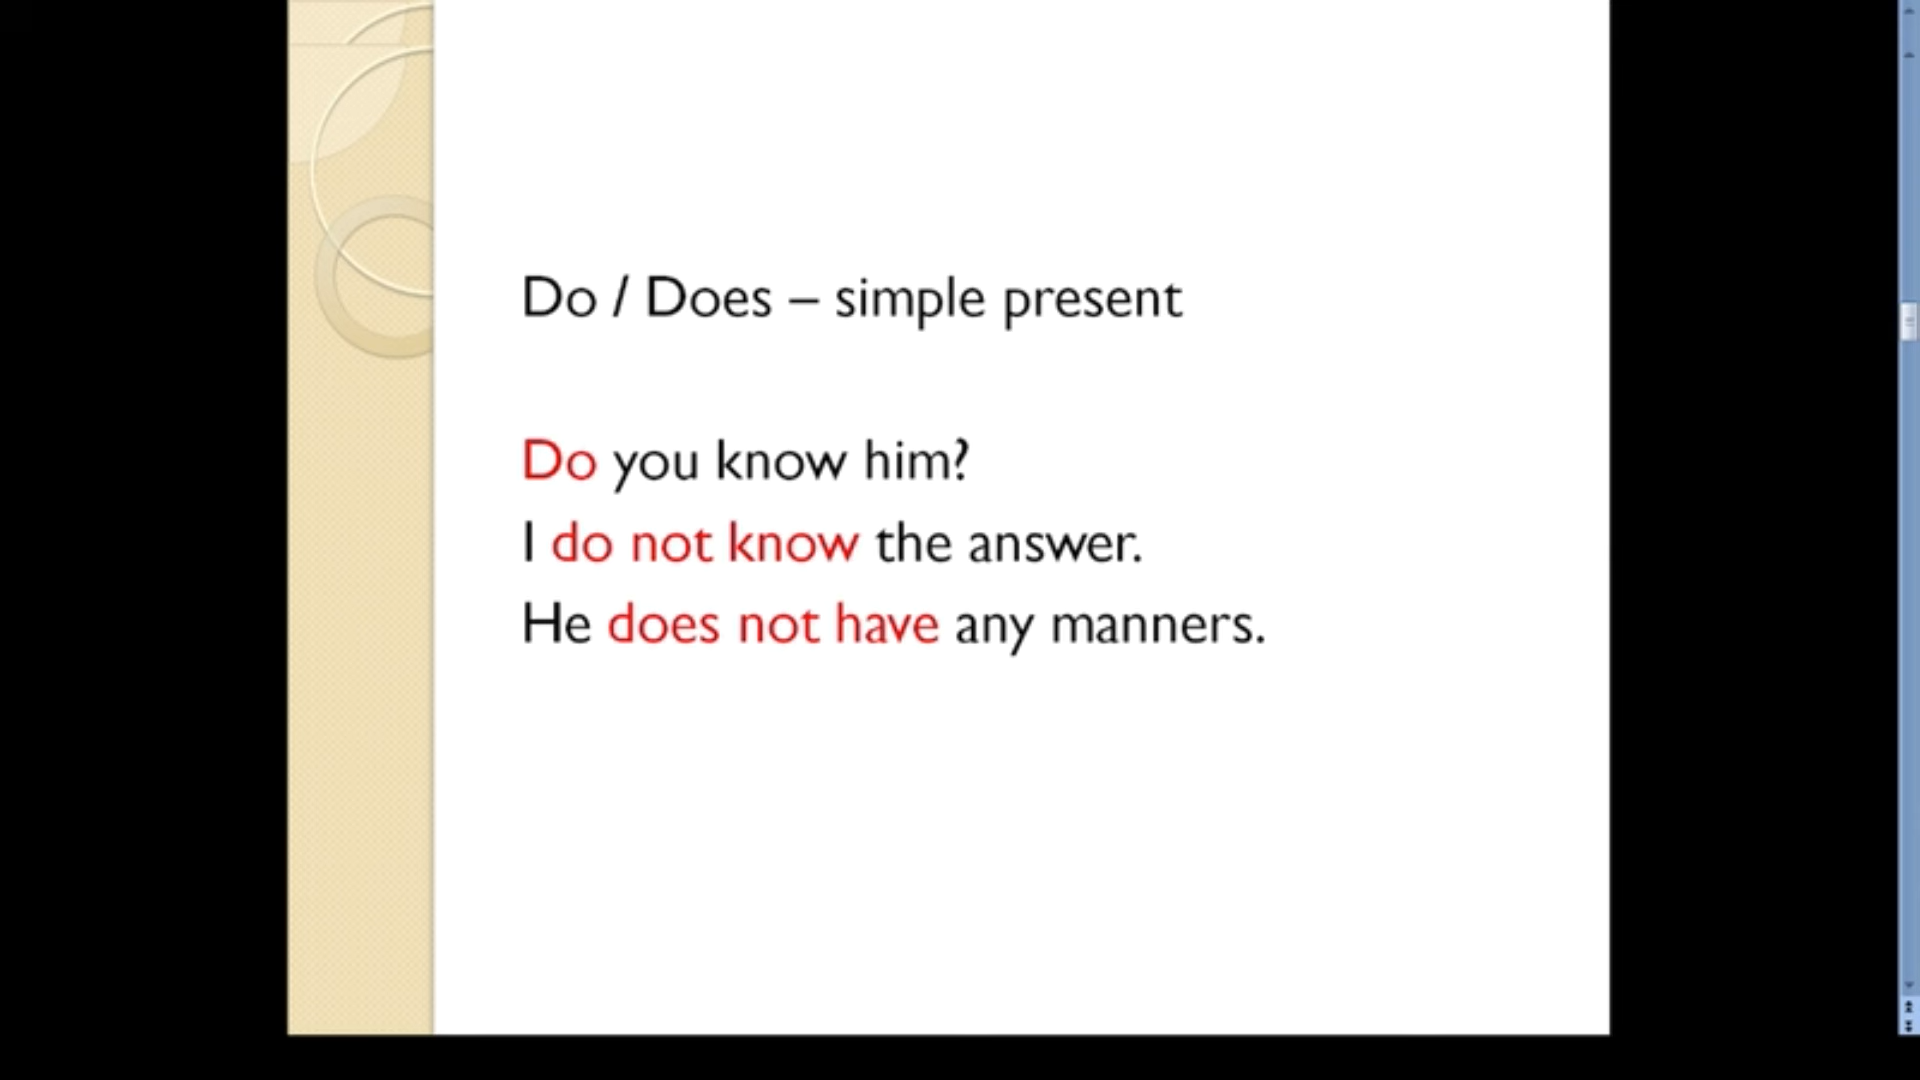 Do / Does – simple present
Do you know him?
I do not know the answer.
He does not have any manners.